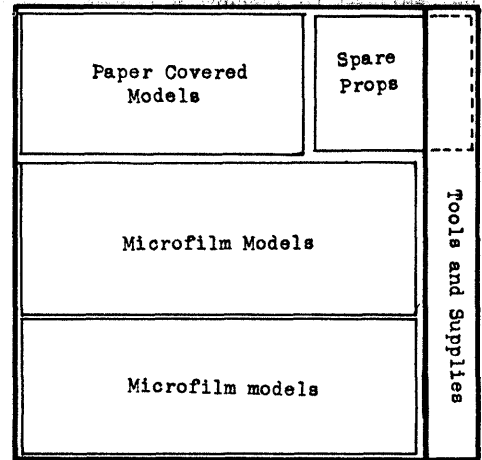 Paper Covered
Models
Spare
Props
Microfilm Models
Microfilm models
Tools and Supplies